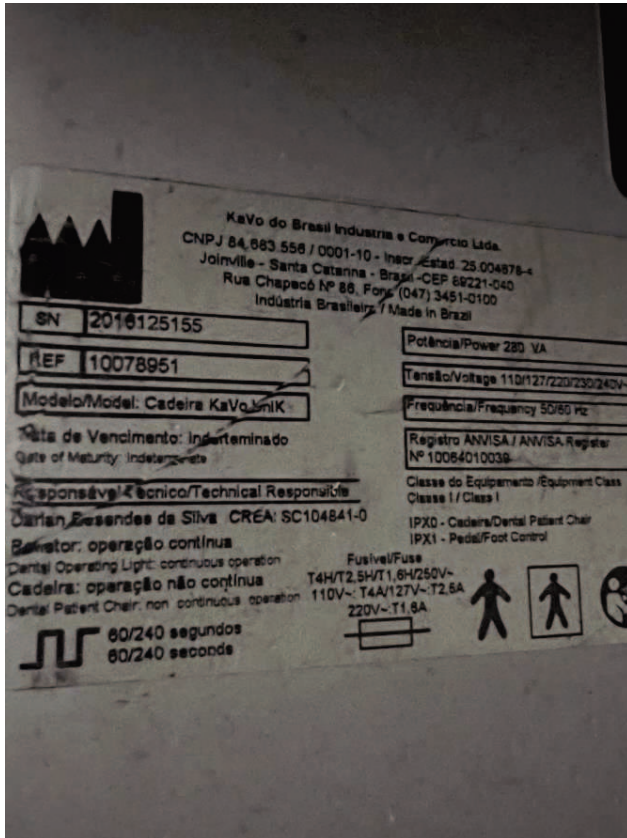 KaVo do Brasil Industria e Comercio Ltda.
CNPJ 84.683.556 / 0001-10 - Inscr. Estad. 25.004878-4
Joinville - Santa Catarina - Brasil -CEP 89221-040
Rua Chapecó Nº 86, Fone (047) 3451-0100
Indústria Brasileira / Made in Brazil
SN 2016125155
REF 10078951
Modelo/Model: Cadeira KaVo UniK
Data de Vencimento: Indeterminado
Date of Maturity: Indeterminate
Responsável Técnico/Technical Responsible
Darlan Resendes da Silva CREA: SC104841-0
Refletor: operação contínua
Dental Operating Light: continuous operation
Cadeira: operação não contínua
Dental Patient Chair: non continuous operation
60/240 segundos
60/240 seconds
Potência/Power 280 VA
Tensão/Voltage 110/127/220/230/240V~
Frequência/Frequency 50/60 Hz
Registro ANVISA / ANVISA Register
Nº 10064010039
Classe do Equipamento /Equipment Class
Classe I / Class I
IPX0 - Cadeira/Dental Patient Chair
IPX1 - Pedal/Foot Control
Fusível/Fuse
T4H/T2,5H/T1,6H/250V~
110V~: T4A/127V~:T2,5A
220V~:T1,6A